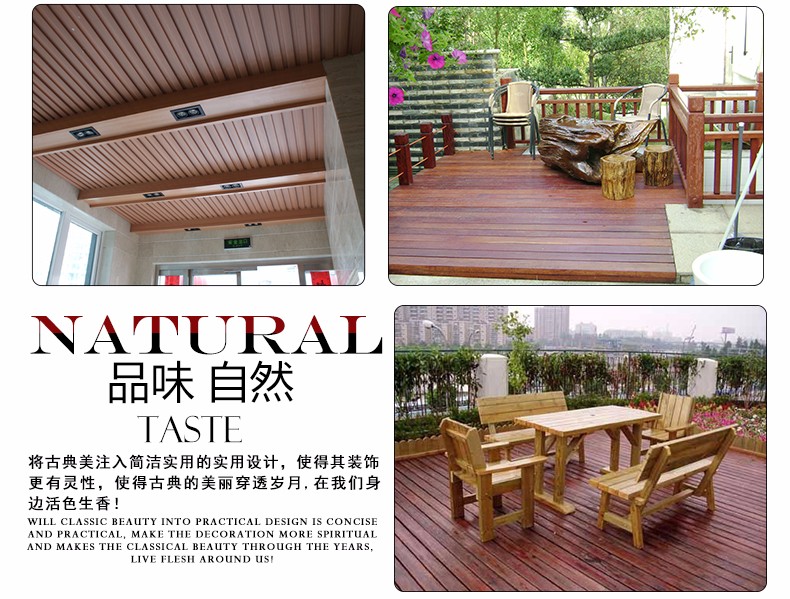 NATURAL
品味 自然
TASTE
将古典美注入简洁实用的实用设计，使得其装饰
更有灵性，使得古典的美丽穿透岁月,在我们身
边活色生香！
WILL CLASSIC BEAUTY INTO PRACTICAL DESIGN IS CONCISE
AND PRACTICAL, MAKE THE DECORATION MORE SPIRITUAL
AND MAKES THE CLASSICAL BEAUTY THROUGH THE YEARS,
LIVE FLESH AROUND US!